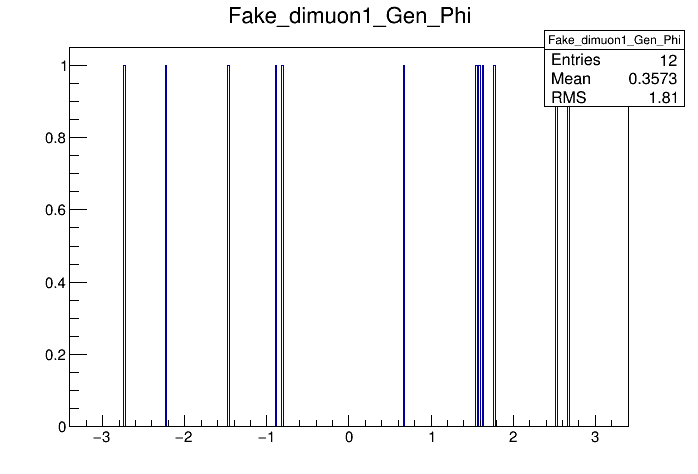 Fake_dimuon1_Gen_Phi
Fake_dimuon1_Gen_Phi
Entries 12
Mean 0.3573
RMS 1.81
1
0.8
0.6
0.4
0.2
0
−3 −2 −1 0 1 2 3